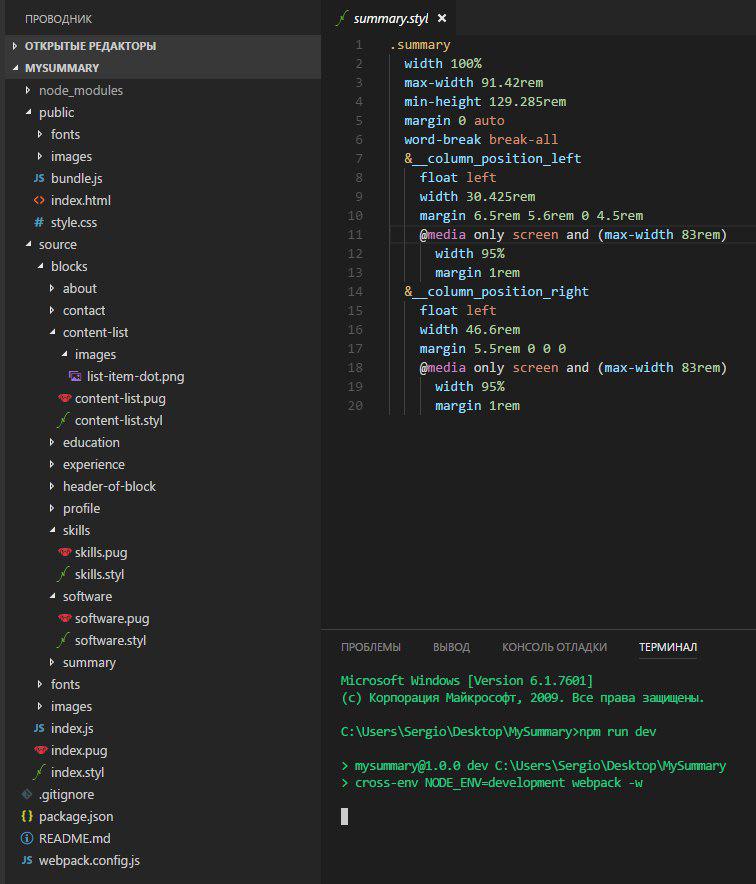 ПРОВОДНИК
ОТКРЫТЫЕ РЕДАКТОРЫ
MYSUMMARY
node_modules
public
fonts
images
JS bundle.js
<> index.html
# style.css
source
blocks
about
contact
content-list
images
list-item-dot.png
content-list.pug
content-list.styl
education
experience
header-of-block
profile
skills
skills.pug
skills.styl
software
software.pug
software.styl
summary
fonts
images
JS index.js
index.pug
index.styl
.gitignore
{} package.json
README.md
JS webpack.config.js
summary.styl ×
1 .summary
2 width 100%
3 max-width 91.42rem
4 min-height 129.285rem
5 margin 0 auto
6 word-break break-all
7 &__column_position_left
8 float left
9 width 30.425rem
10 margin 6.5rem 5.6rem 0 4.5rem
11 @media only screen and (max-width 83rem)
12 width 95%
13 margin 1rem
14 &__column_position_right
15 float left
16 width 46.6rem
17 margin 5.5rem 0 0 0
18 @media only screen and (max-width 83rem)
19 width 95%
20 margin 1rem
ПРОБЛЕМЫ ВЫВОД КОНСОЛЬ ОТЛАДКИ ТЕРМИНАЛ
Microsoft Windows [Version 6.1.7601]
(c) Корпорация Майкрософт, 2009. Все права защищены.
C:\Users\Sergio\Desktop\MySummary>npm run dev
> mysummary@1.0.0 dev C:\Users\Sergio\Desktop\MySummary
> cross-env NODE_ENV=development webpack -w